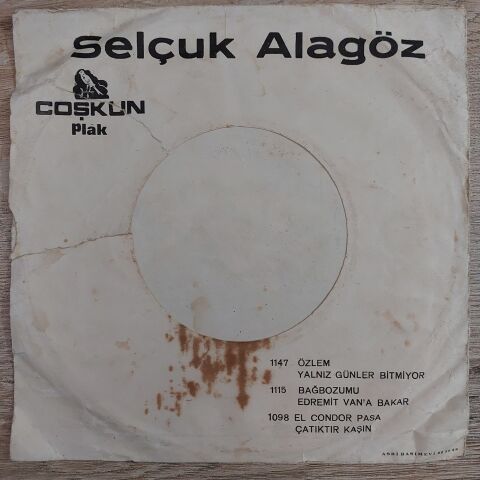 Selçuk Alagöz
COŞKUN
Plak
1147 ÖZLEM
YALNIZ GÜNLER BİTMİYOR
1115 BAĞBOZUMU
EDREMIT VAN'A BAKAR
1098 EL CONDOR PASA
ÇATIKTIR KAŞIN